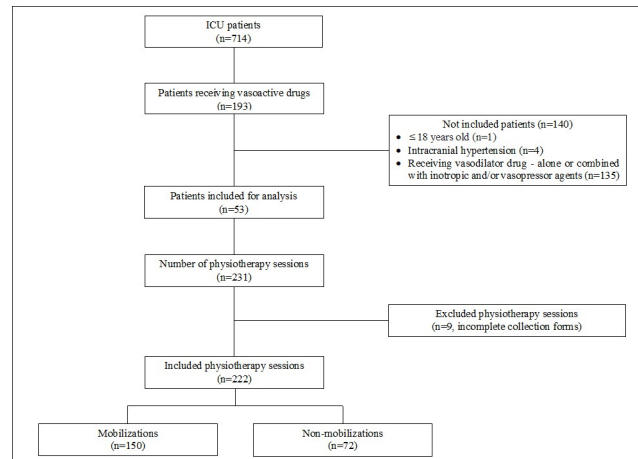 ICU patients
(n=714)
Patients receiving vasoactive drugs
(n=193)
Not included patients (n=140)
• ≤ 18 years old (n=1)
• Intracranial hypertension (n=4)
• Receiving vasodilator drug - alone or combined
with inotropic and/or vasopressor agents (n=135)
Patients included for analysis
(n=53)
Number of physiotherapy sessions
(n=231)
Excluded physiotherapy sessions
(n=9, incomplete collection forms)
Included physiotherapy sessions
(n=222)
Mobilizations
(n=150)
Non-mobilizations
(n=72)